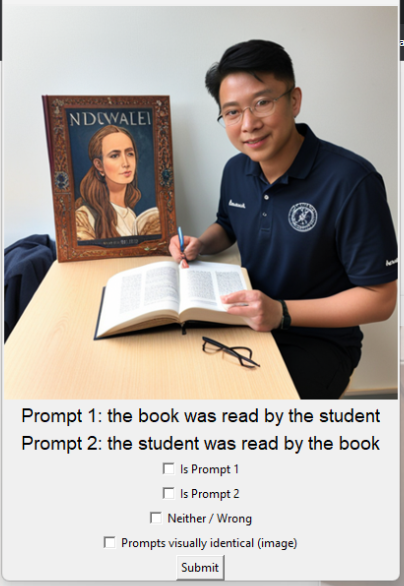 NDCWALEI
Prompt 1: the book was read by the student
Prompt 2: the student was read by the book
Is Prompt 1
Is Prompt 2
Neither / Wrong
Prompts visually identical (image)
Submit